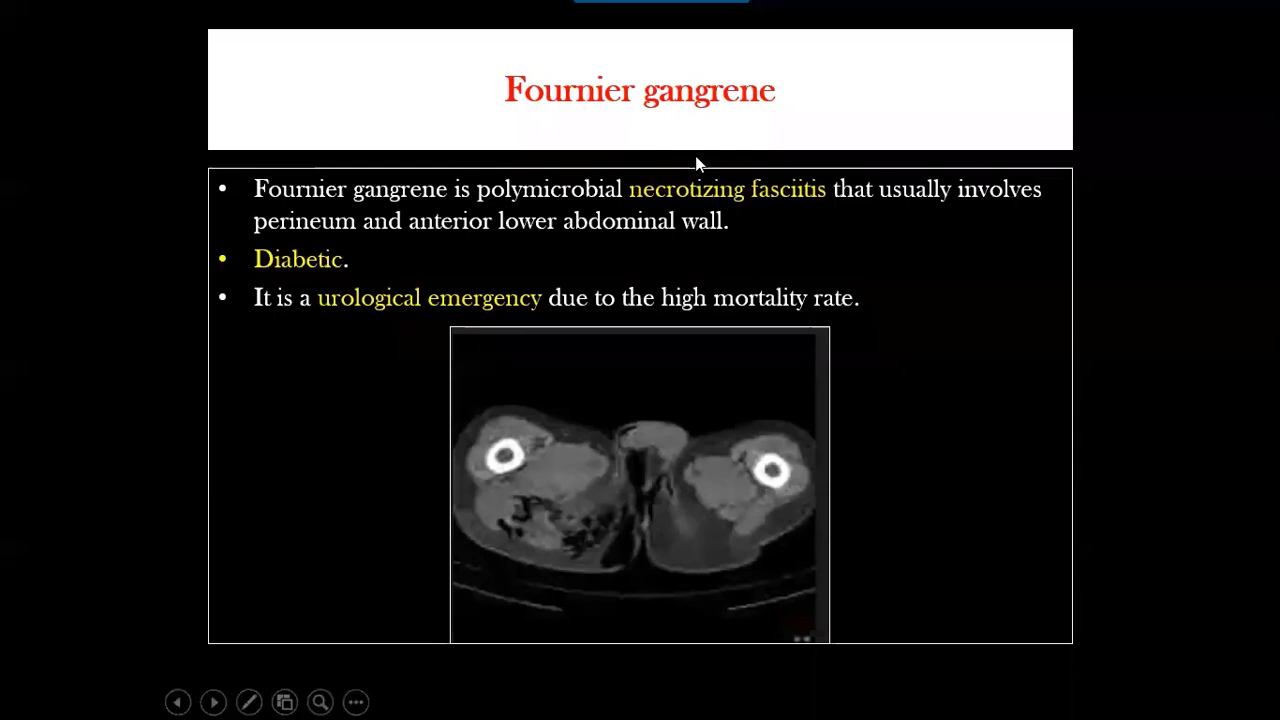 Fournier gangrene
• Fournier gangrene is polymicrobial necrotizing fasciitis that usually involves
perineum and anterior lower abdominal wall.
• Diabetic.
• It is a urological emergency due to the high mortality rate.